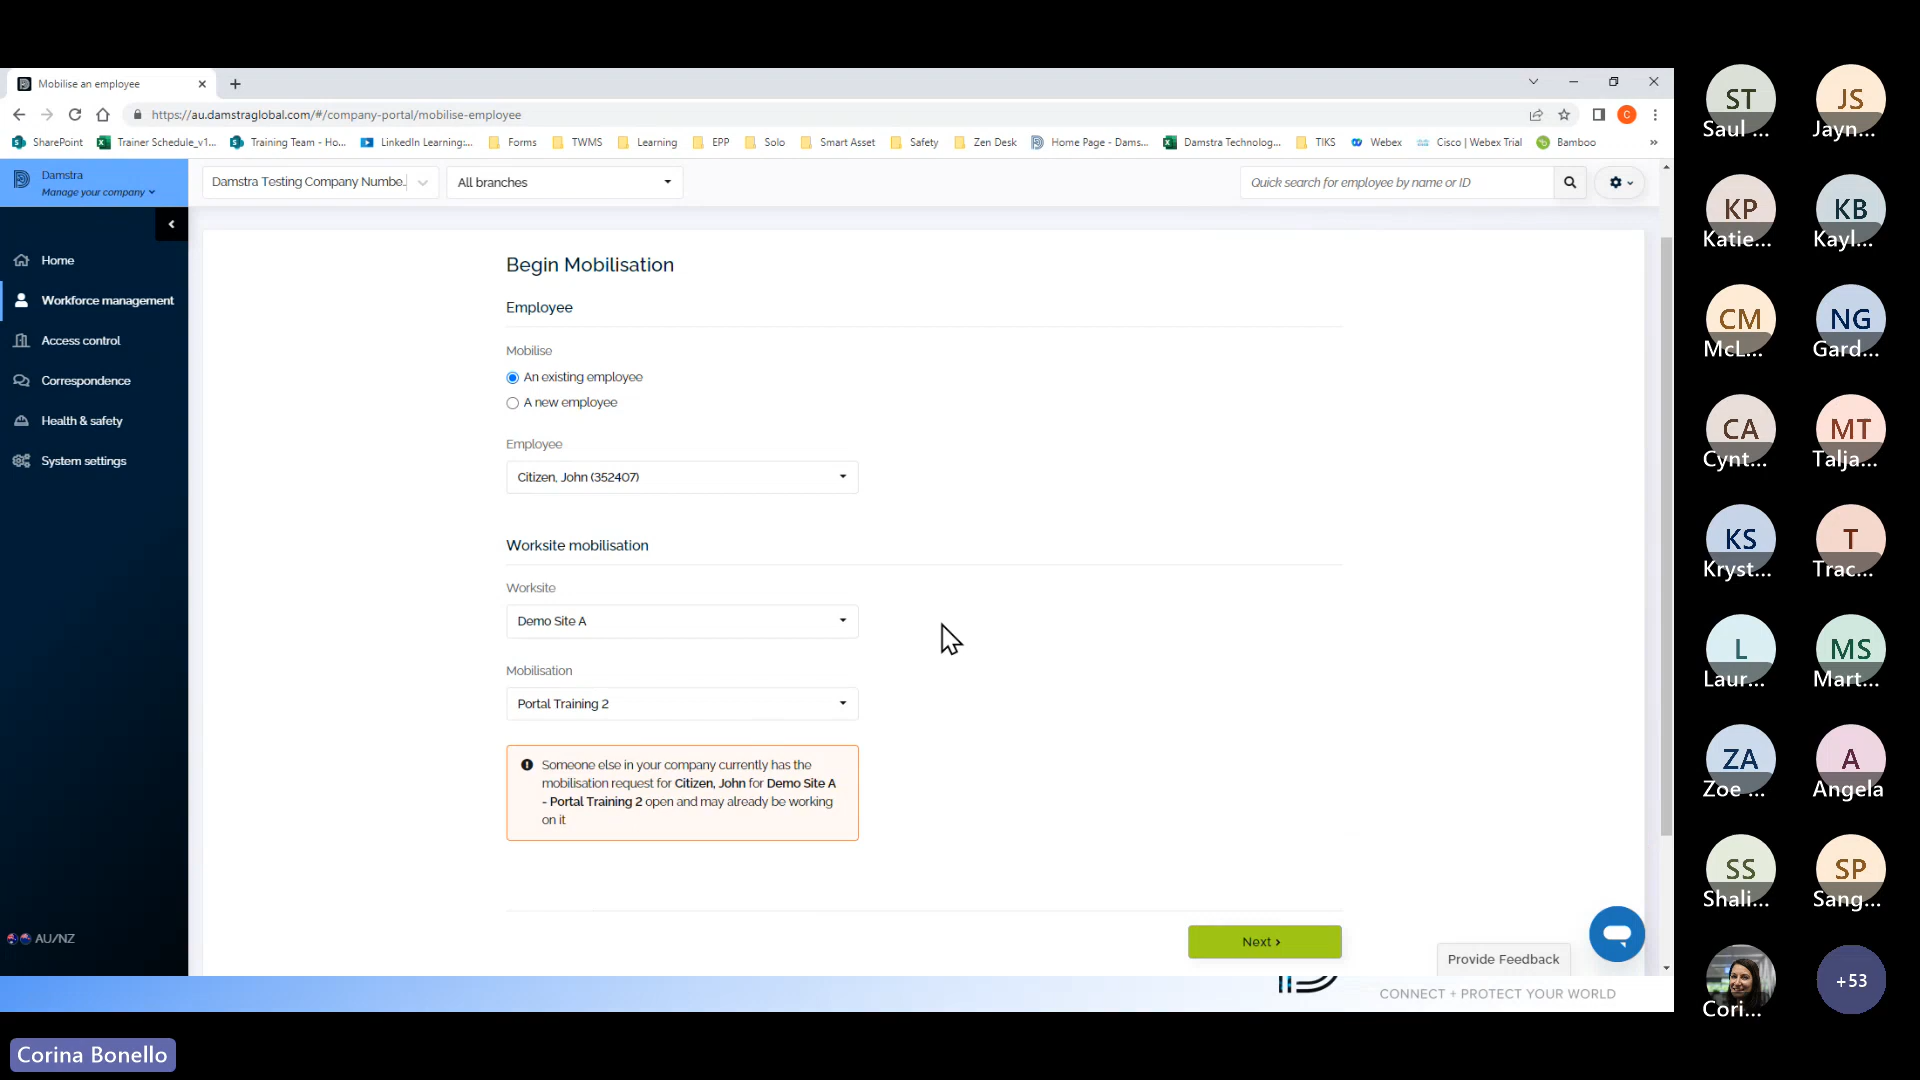 Mobilise an employee
https://au.damstraglobal.com/#/company-portal/mobilise-employee
SharePoint
Trainer Schedule_v1...
Training Team - Ho...
LinkedIn Learning:...
Forms
TWMS
Learning
EPP
Solo
Smart Asset
Safety
Zen Desk
Home Page - Dams...
Damstra Technolog...
TIKS
Webex
Cisco | Webex Trial
Bamboo
»
Damstra
Manage your company
Damstra Testing Company Numbe..
All branches
Quick search for employee by name or ID
Home
Workforce management
Access control
Correspondence
Health & safety
System settings
AU/NZ
Begin Mobilisation
Employee
Mobilise
An existing employee
A new employee
Employee
Citizen, John (352407)
Worksite mobilisation
Worksite
Demo Site A
Mobilisation
Portal Training 2
Someone else in your company currently has the
mobilisation request for Citizen, John for Demo Site A
- Portal Training 2 open and may already be working
on it
Next ›
Provide Feedback
CONNECT + PROTECT YOUR WORLD
C
ST
Saul ...
JS
Jayn...
KP
Katie...
KB
Kayl...
CM
McL...
NG
Gard...
CA
Cynt...
MT
Talja...
KS
Kryst...
T
Trac...
L
Laur...
MS
Mart...
ZA
Zoe ...
A
Angela
SS
Shali...
SP
Sang...
Cori...
+53
Corina Bonello